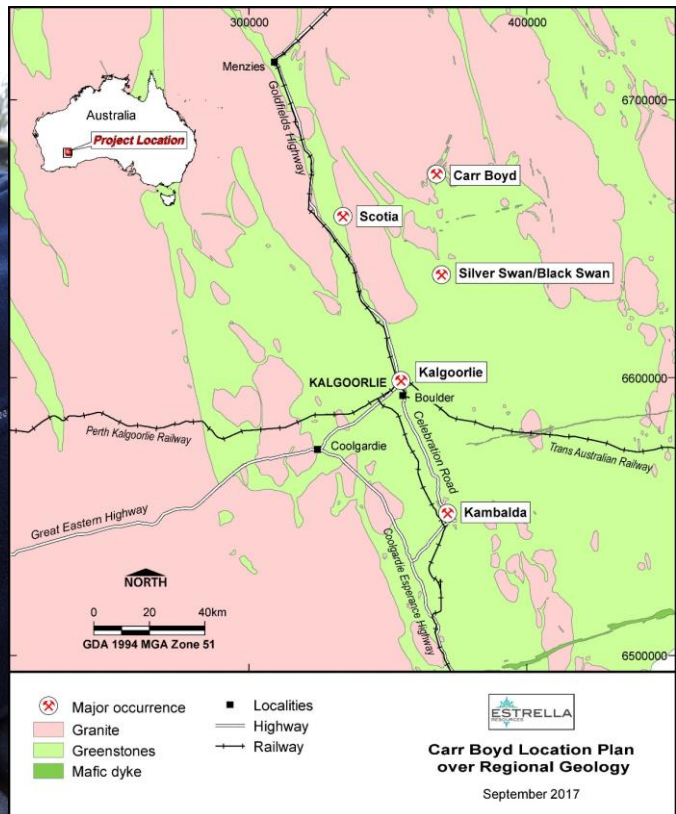 300000
400000
Menzies
Goldfields Highway
6700000
Australia
Project Location
Carr Boyd
Scotia
Silver Swan/Black Swan
KALGOORLIE
Kalgoorlie
6600000
Boulder
Perth Kalgoorlie Railway
Celebration Road
Coolgardie
Trans Australian Railway
Great Eastern Highway
Kambalda
Coolgardie Esperance Highway
NORTH
0 20 40km
GDA 1994 MGA Zone 51
6500000
Major occurrence
Granite
Greenstones
Mafic dyke
Localities
Highway
Railway
ESTRELLA
RESOURCES
Carr Boyd Location Plan
over Regional Geology
September 2017